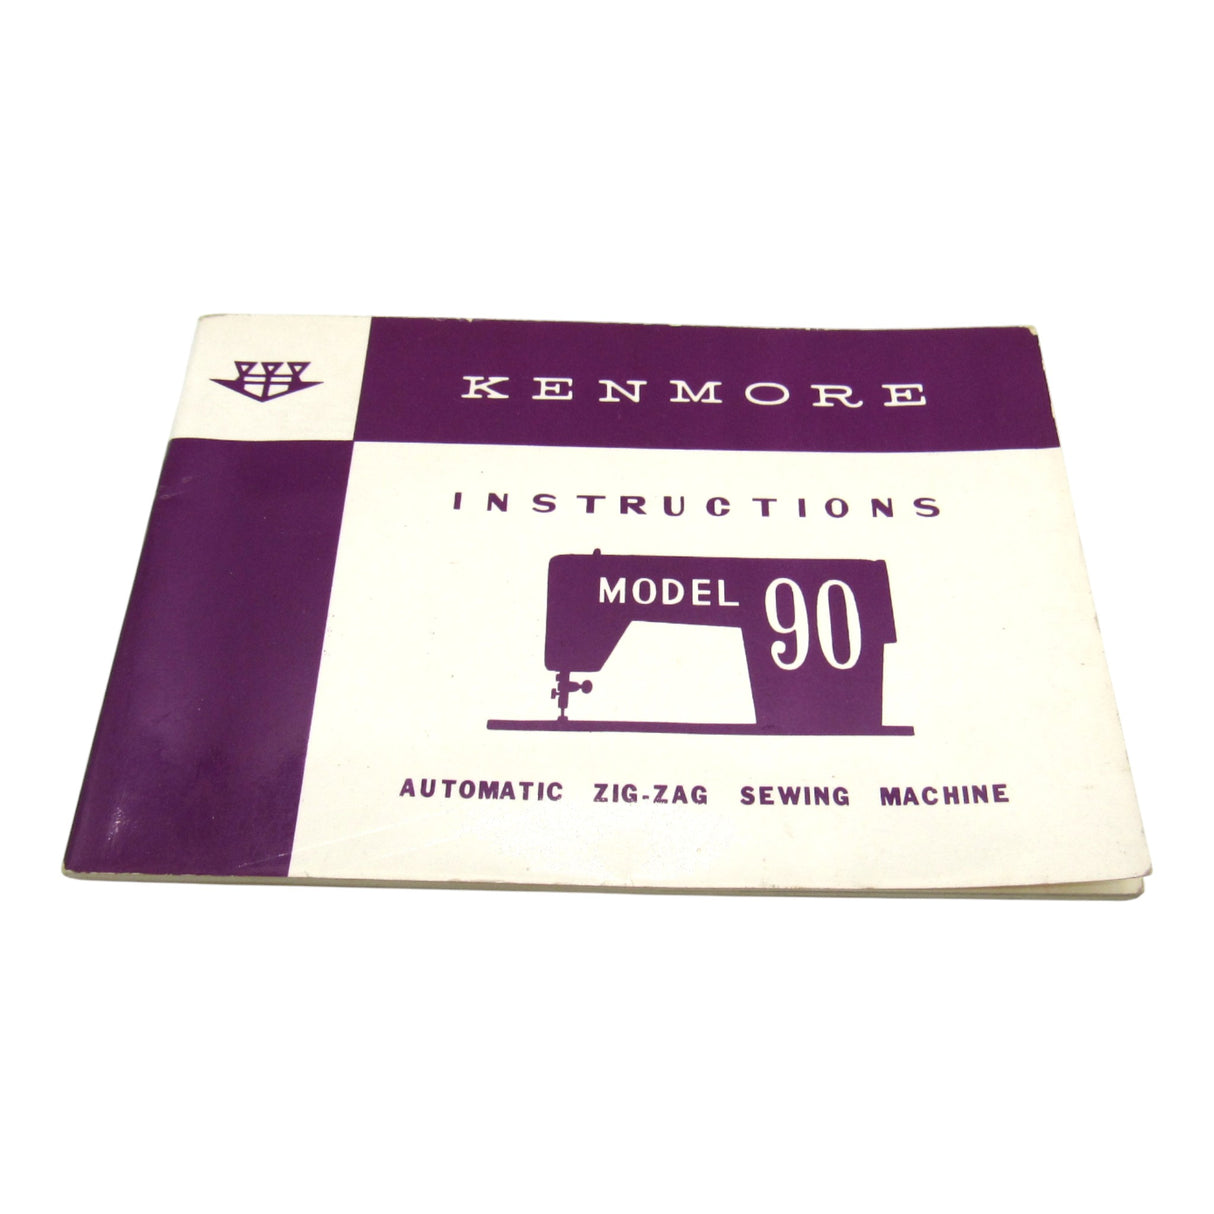 KENMORE
INSTRUCTIONS
MODEL 90
AUTOMATIC ZIG-ZAG SEWING MACHINE